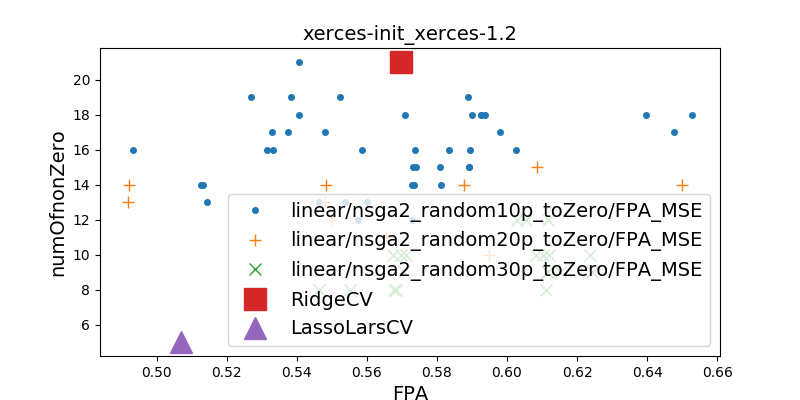 xerces-init_xerces-1.2
numOfnonZero
20
18
16
14
12
10
8
6
linear/nsga2_random10p_toZero/FPA_MSE
linear/nsga2_random20p_toZero/FPA_MSE
linear/nsga2_random30p_toZero/FPA_MSE
RidgeCV
LassoLarsCV
0.50 0.52 0.54 0.56 0.58 0.60 0.62 0.64 0.66
FPA